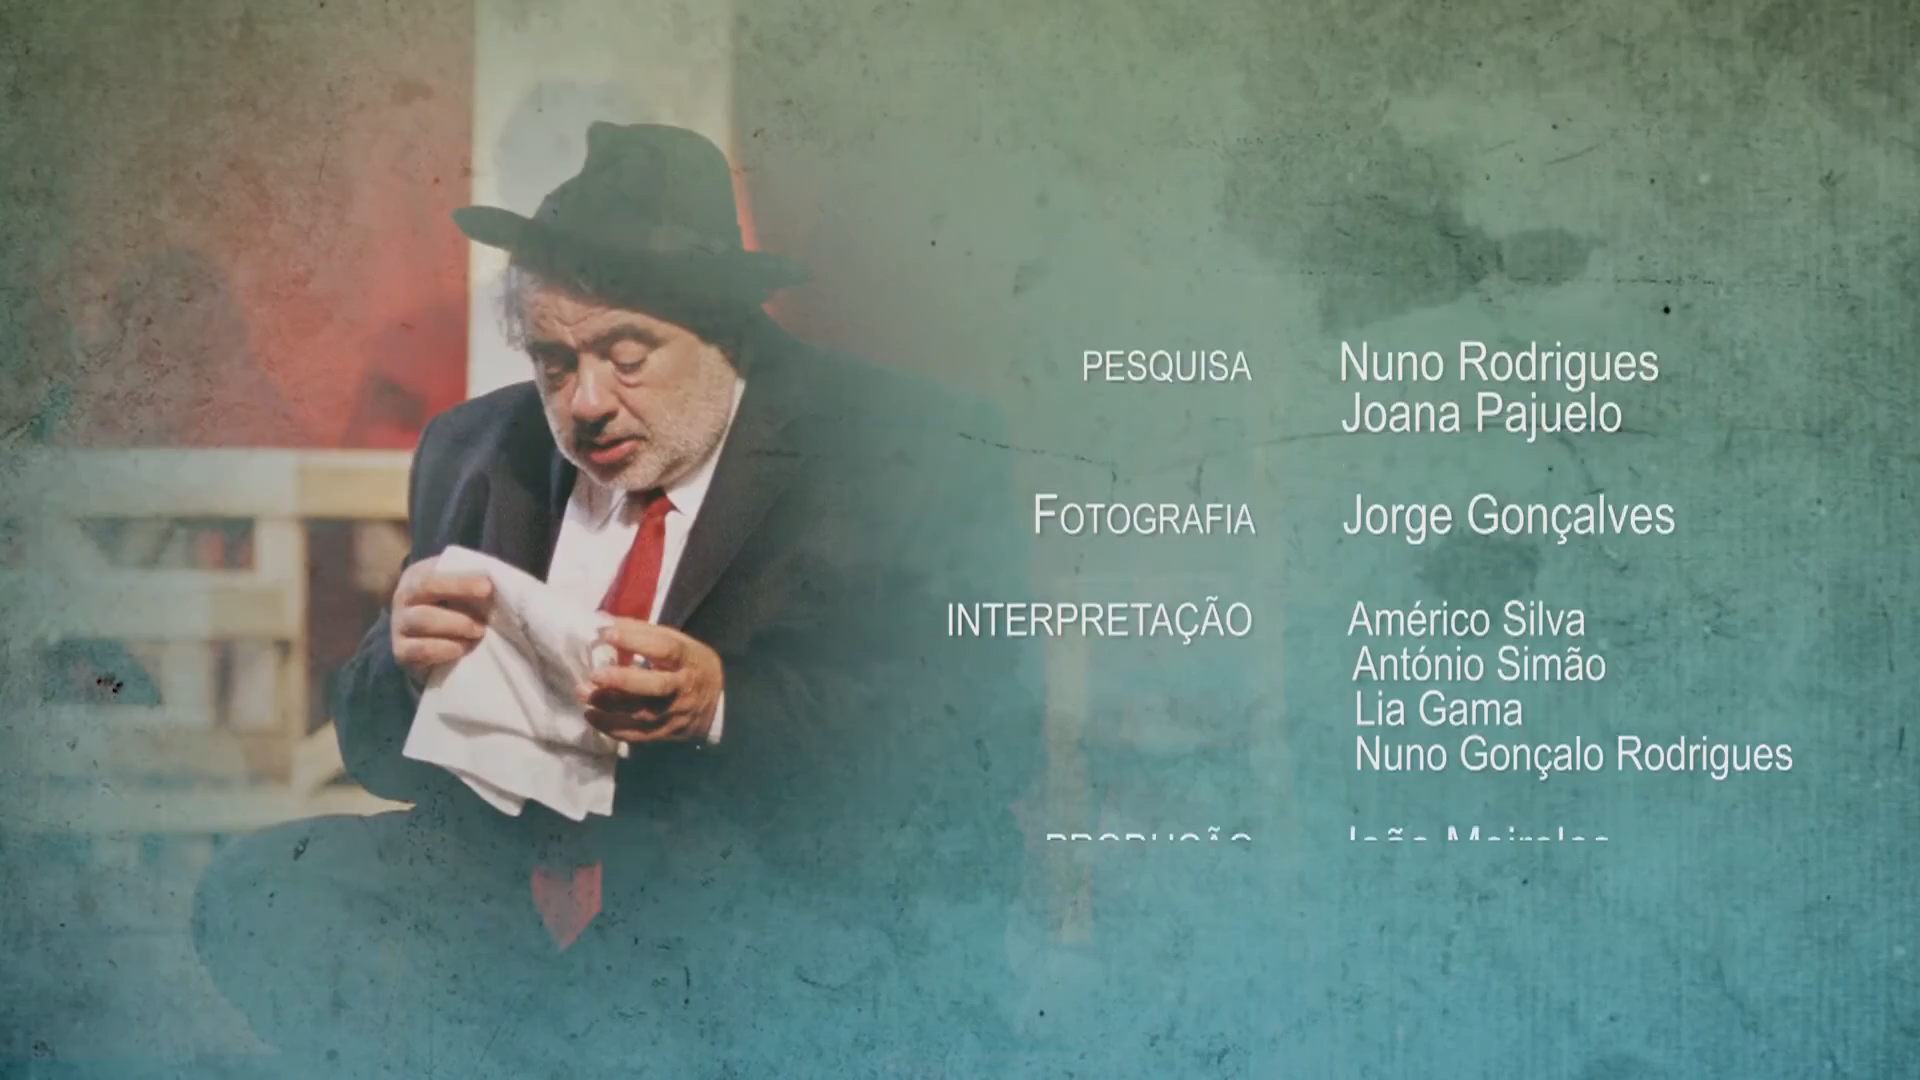 PESQUISA Nuno Rodrigues
Joana Pajuelo
FOTOGRAFIA Jorge Gonçalves
INTERPRETAÇÃO Américo Silva
António Simão
Lia Gama
Nuno Gonçalo Rodrigues